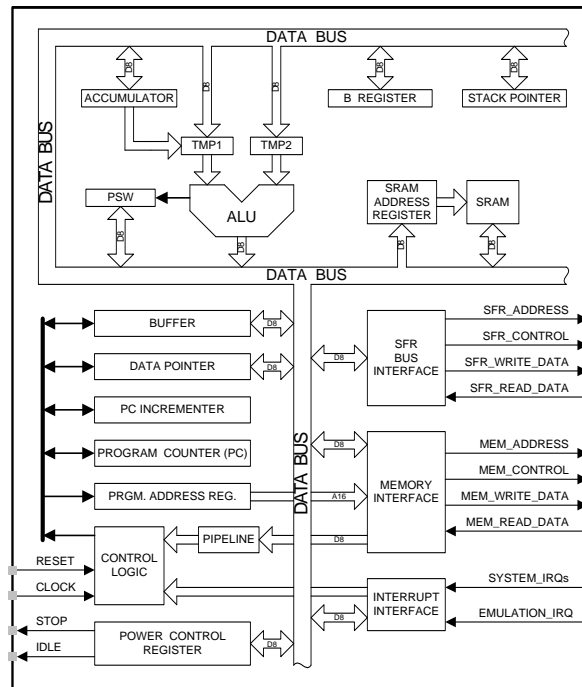 DATA BUS
D8
D8
D8
D8
D8
ACCUMULATOR
B REGISTER
STACK POINTER
DATA BUS
TMP1
TMP2
PSW
ALU
SRAM
ADDRESS
REGISTER
SRAM
D8
D8
D8
D8
DATA BUS
BUFFER
D8
DATA POINTER
D8
PC INCREMENTER
PROGRAM COUNTER (PC)
PRGM. ADDRESS REG.
DATA BUS
A16
D8
SFR
BUS
INTERFACE
SFR_ADDRESS
SFR_CONTROL
SFR_WRITE_DATA
SFR_READ_DATA
D8
MEMORY
INTERFACE
MEM_ADDRESS
MEM_CONTROL
MEM_WRITE_DATA
MEM_READ_DATA
RESET
CLOCK
CONTROL
LOGIC
PIPELINE
D8
INTERRUPT
INTERFACE
SYSTEM_IRQs
EMULATION_IRQ
D8
STOP
IDLE
POWER CONTROL
REGISTER
D8